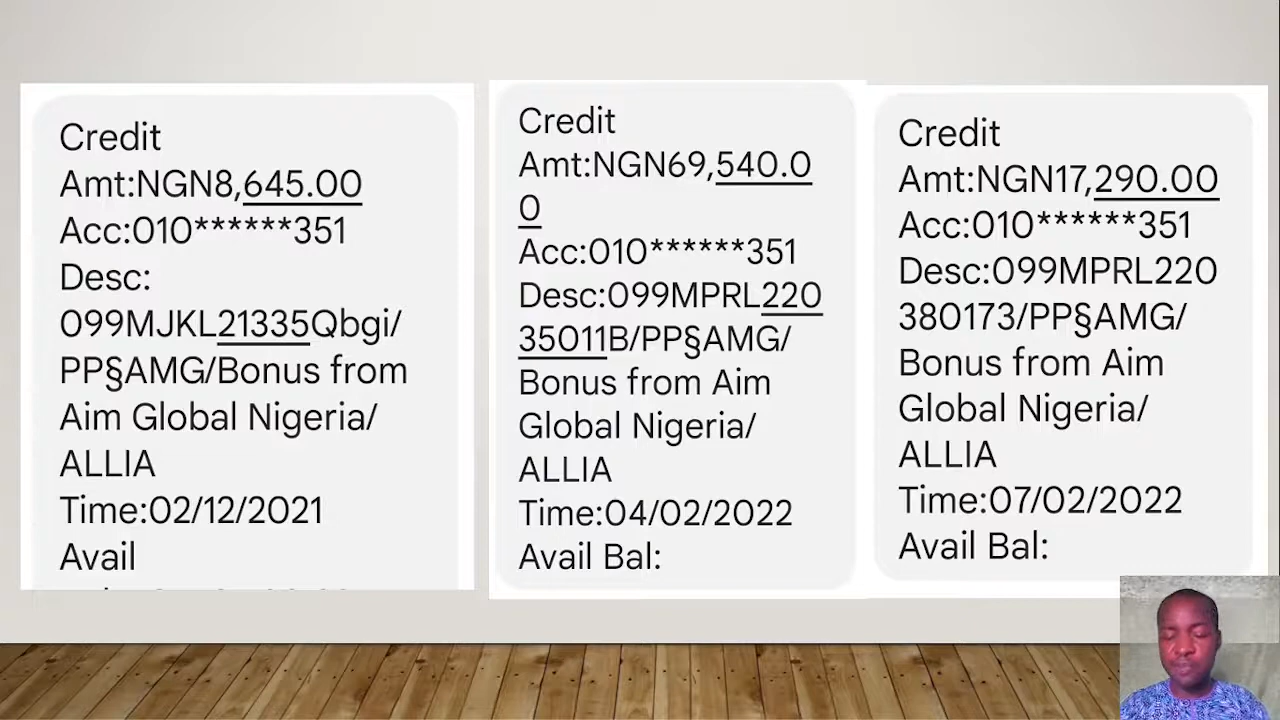 Credit
Amt:NGN8,645.00
Acc:010******351
Desc:
099MJKL21335Qbgi/
PP§AMG/Bonus from
Aim Global Nigeria/
ALLIA
Time:02/12/2021
Avail
Credit
Amt:NGN69,540.0
0
Acc:010******351
Desc:099MPRL220
35011B/PP§AMG/
Bonus from Aim
Global Nigeria/
ALLIA
Time:04/02/2022
Avail Bal:
Credit
Amt:NGN17,290.00
Acc:010******351
Desc:099MPRL220
380173/PP§AMG/
Bonus from Aim
Global Nigeria/
ALLIA
Time:07/02/2022
Avail Bal: